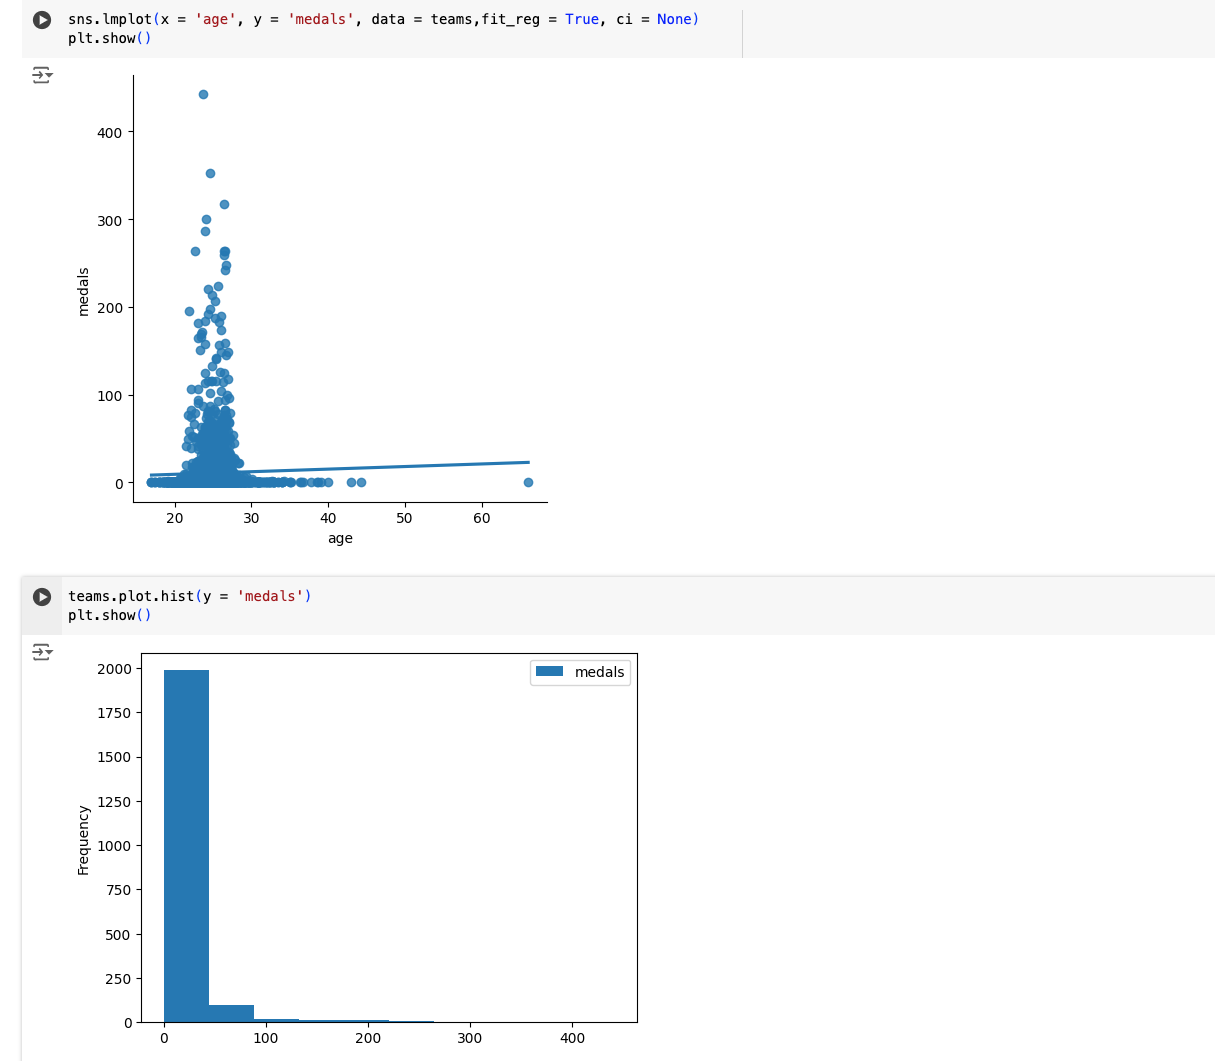 sns.lmplot(x = 'age', y = 'medals', data = teams,fit_reg = True, ci = None)
plt.show()
400
300
200
100
0
medals
20 30 40 50 60
age
teams.plot.hist(y = 'medals')
plt.show()
medals
2000
1750
1500
1250
1000
750
500
250
0
Frequency
0 100 200 300 400